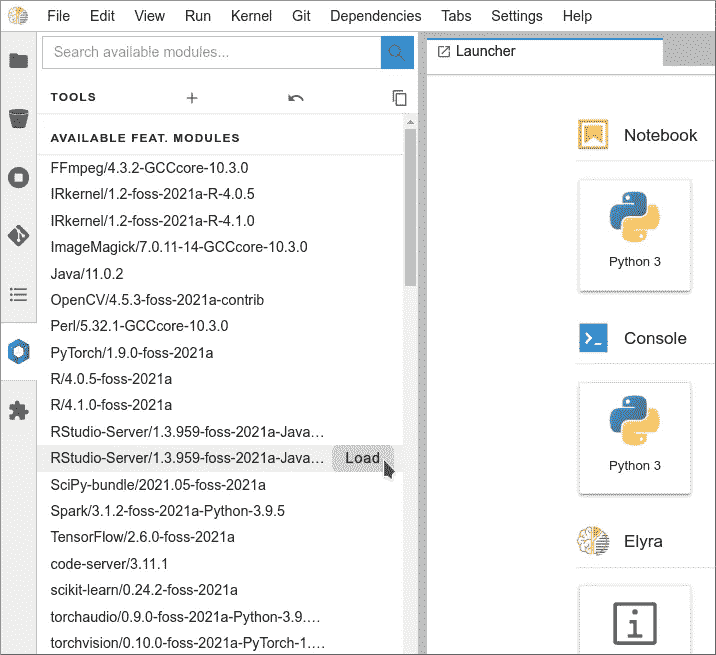 File Edit View Run Kernel Git Dependencies Tabs Settings Help
Search available modules...
TOOLS
AVAILABLE FEAT. MODULES
FFmpeg/4.3.2-GCCcore-10.3.0
IRkernel/1.2-foss-2021a-R-4.0.5
IRkernel/1.2-foss-2021a-R-4.1.0
ImageMagick/7.0.11-14-GCCcore-10.3.0
Java/11.0.2
OpenCV/4.5.3-foss-2021a-contrib
Perl/5.32.1-GCCcore-10.3.0
PyTorch/1.9.0-foss-2021a
R/4.0.5-foss-2021a
R/4.1.0-foss-2021a
RStudio-Server/1.3.959-foss-2021a-Java…
RStudio-Server/1.3.959-foss-2021a-Java… Load
SciPy-bundle/2021.05-foss-2021a
Spark/3.1.2-foss-2021a-Python-3.9.5
TensorFlow/2.6.0-foss-2021a
code-server/3.11.1
scikit-learn/0.24.2-foss-2021a
torchaudio/0.9.0-foss-2021a-Python-3.9.…
torchvision/0.10.0-foss-2021a-PyTorch-1.…
Launcher
Notebook
Python 3
Console
Python 3
Elyra